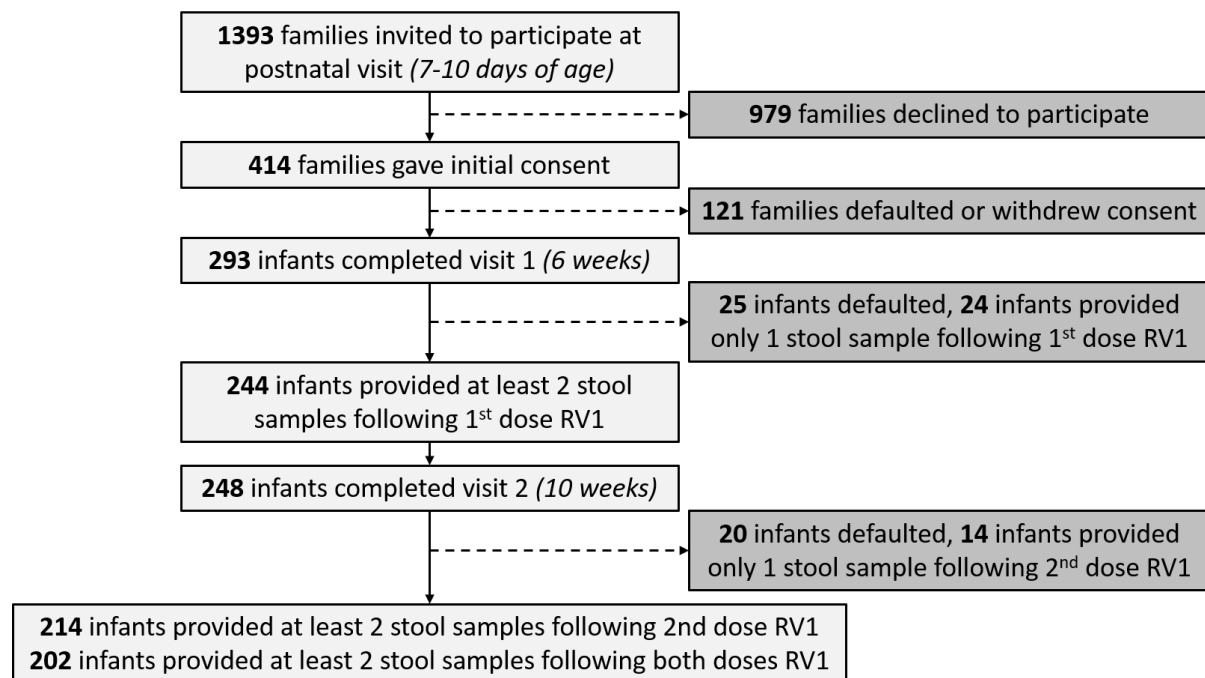 1393 families invited to participate at
postnatal visit (7-10 days of age)
979 families declined to participate
414 families gave initial consent
121 families defaulted or withdrew consent
293 infants completed visit 1 (6 weeks)
25 infants defaulted, 24 infants provided
only 1 stool sample following 1st dose RV1
244 infants provided at least 2 stool
samples following 1st dose RV1
248 infants completed visit 2 (10 weeks)
20 infants defaulted, 14 infants provided
only 1 stool sample following 2nd dose RV1
214 infants provided at least 2 stool samples following 2nd dose RV1
202 infants provided at least 2 stool samples following both doses RV1